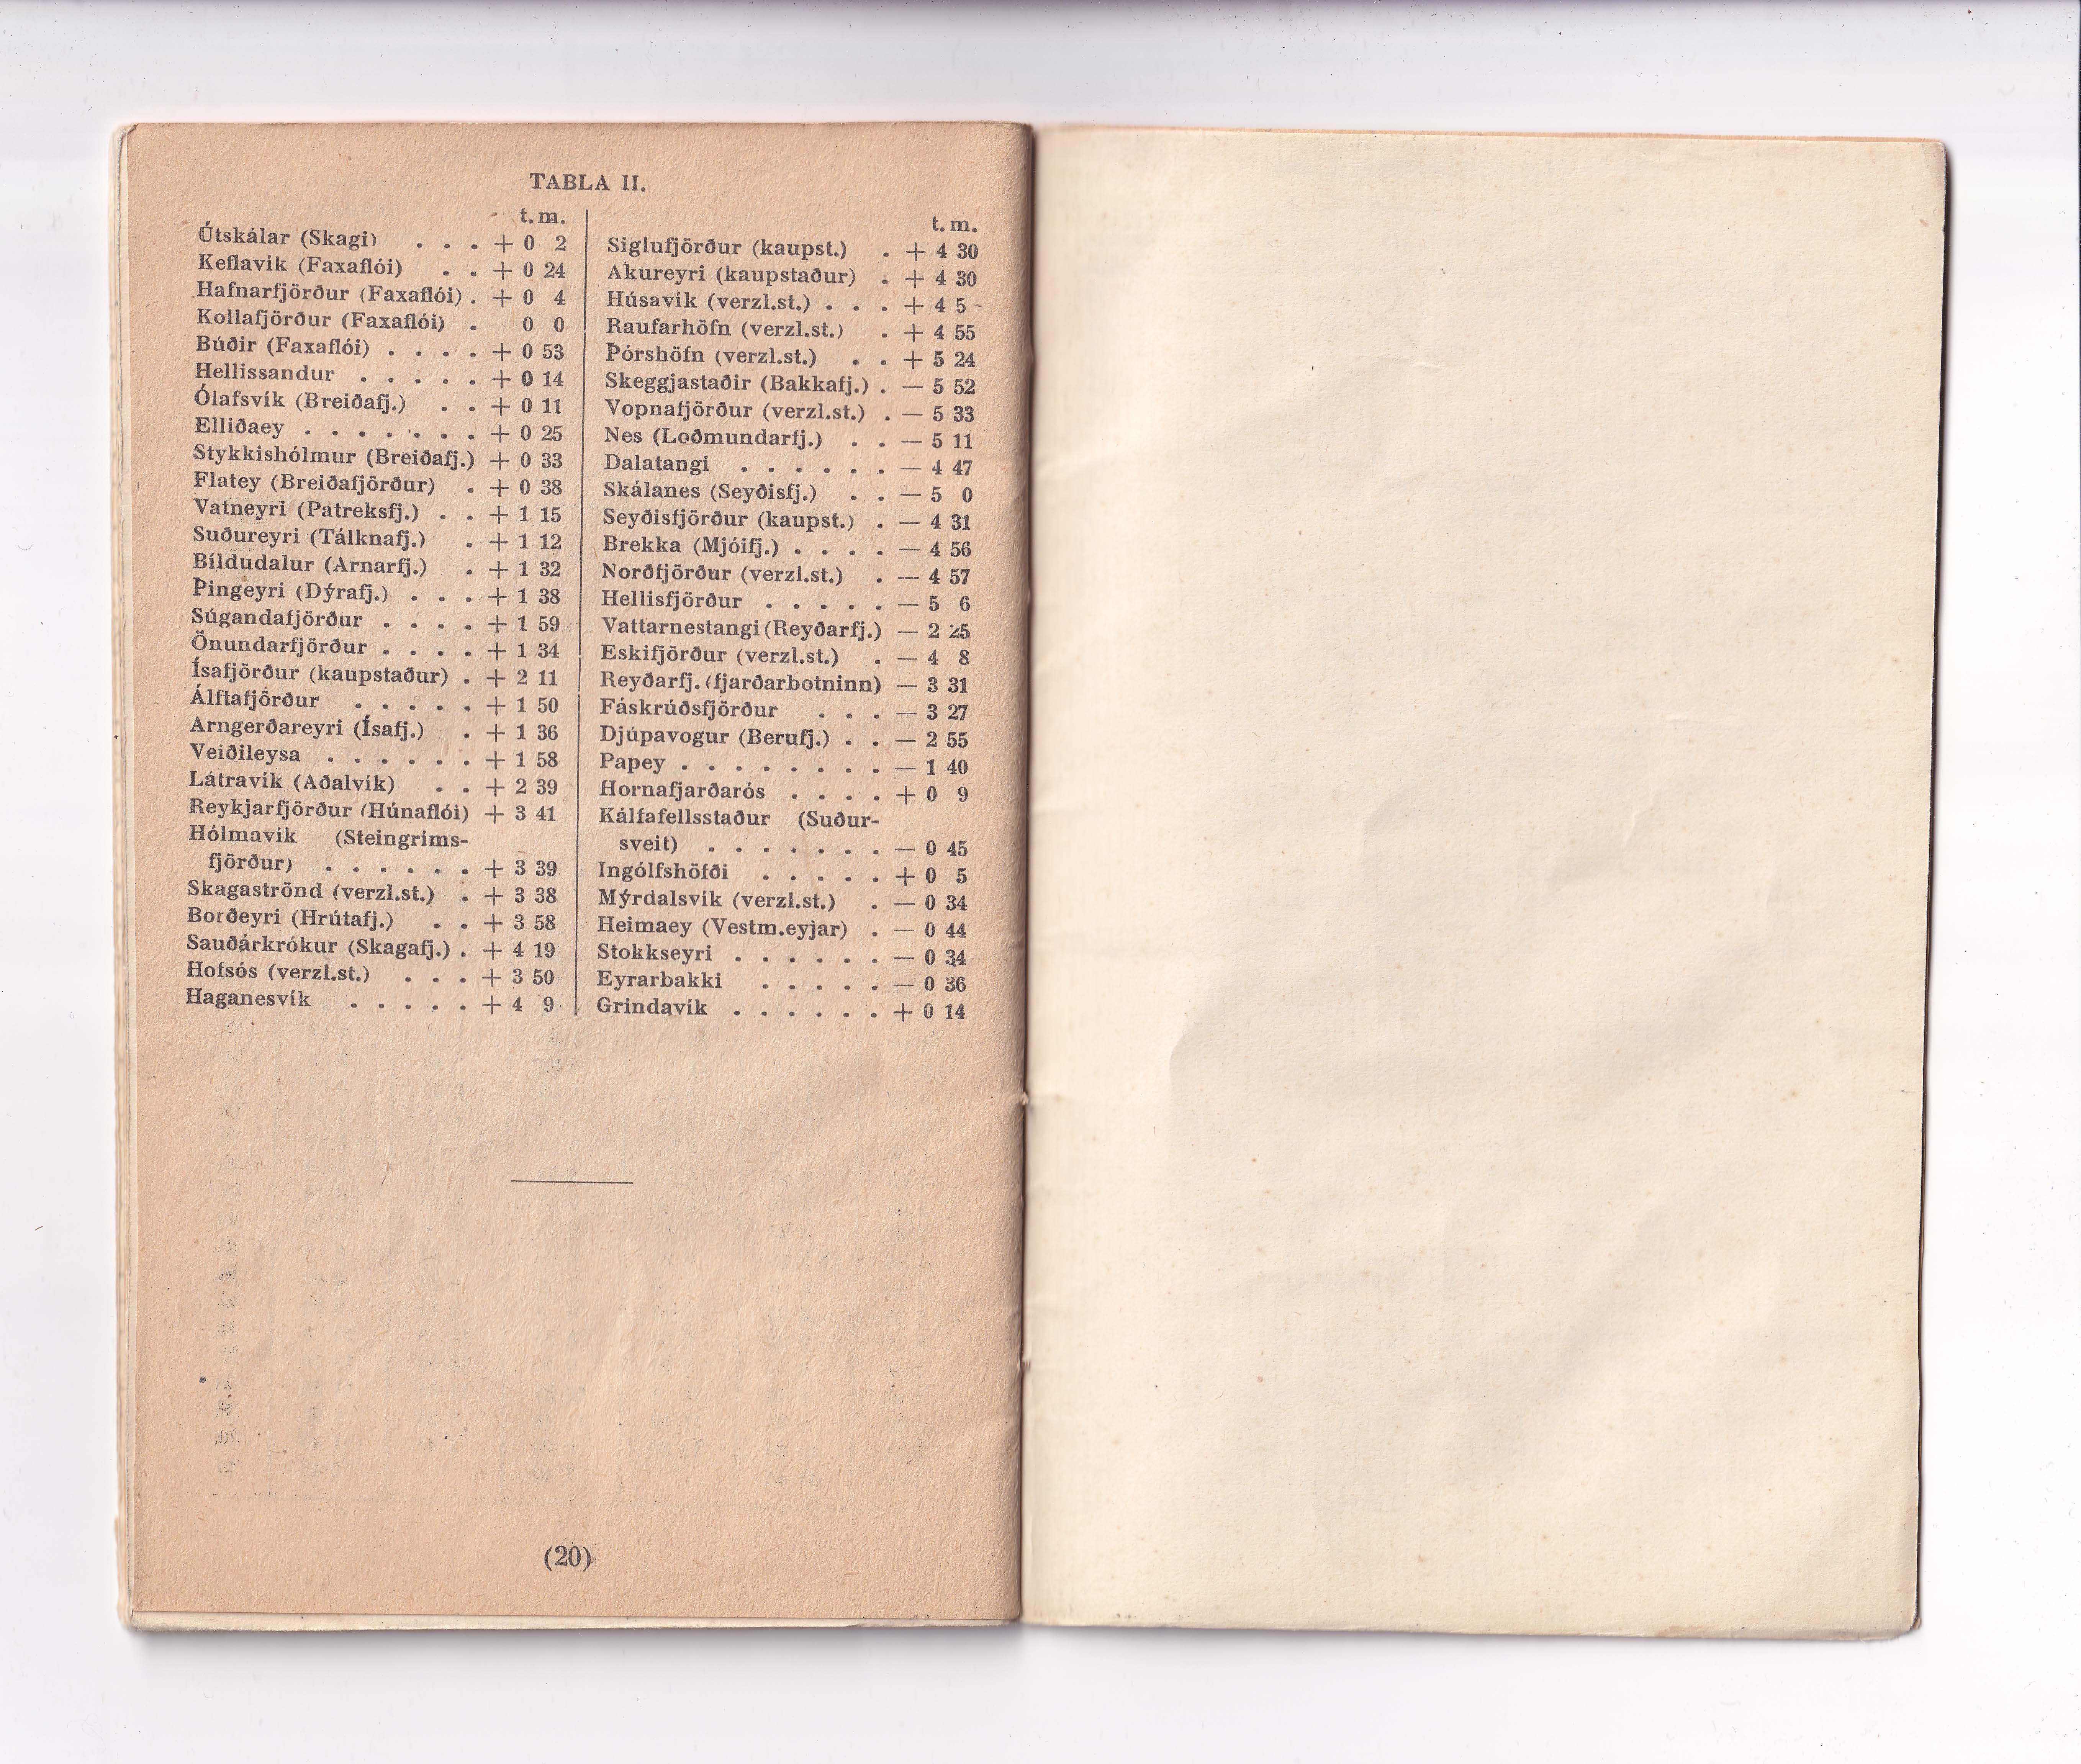 TABLA II.
t. m.
Útskálar (Skagi) . . . + 0 2
Keflavík (Faxaflói) . . + 0 24
Hafnarfjörður (Faxaflói) . + 0 4
Kollafjörður (Faxaflói) . 0 0
Búðir (Faxaflói) . . . . + 0 53
Hellissandur . . . . . + 0 14
Ólafsvík (Breiðafj.) . . + 0 11
Elliðaey . . . . . . . + 0 25
Stykkishólmur (Breiðafj.) + 0 33
Flatey (Breiðafjörður) . + 0 38
Vatneyri (Patreksfj.) . . + 1 15
Suðureyri (Tálknafj.) . + 1 12
Bíldudalur (Arnarfj.) . + 1 32
Þingeyri (Dýrafj.) . . . + 1 38
Súgandafjörður . . . . + 1 59
Önundarfjörður . . . . + 1 34
Ísafjörður (kaupstaður) . + 2 11
Álftafjörður . . . . . + 1 50
Arngerðareyri (Ísafj.) . + 1 36
Veiðileysa . . . . . . + 1 58
Látravík (Aðalvík) . . + 2 39
Reykjarfjörður (Húnaflói) + 3 41
Hólmavík (Steingríms-
fjörður) . . . . . . + 3 39
Skagaströnd (verzl.st.) . + 3 38
Borðeyri (Hrútafj.) . . + 3 58
Sauðárkrókur (Skagafj.) . + 4 19
Hofsós (verzl.st.) . . . + 3 50
Haganesvík . . . . . + 4 9
t. m.
Siglufjörður (kaupst.) . + 4 30
Akureyri (kaupstaður) . + 4 30
Húsavík (verzl.st.) . . . + 4 5
Raufarhöfn (verzl.st.) . + 4 55
Þórshöfn (verzl.st.) . . + 5 24
Skeggjastaðir (Bakkafj.) . — 5 52
Vopnafjörður (verzl.st.) . — 5 33
Nes (Loðmundarfj.) . . — 5 11
Dalatangi . . . . . . — 4 47
Skálanes (Seyðisfj.) . . — 5 0
Seyðisfjörður (kaupst.) . — 4 31
Brekka (Mjóifj.) . . . . — 4 56
Norðfjörður (verzl.st.) . — 4 57
Hellisfjörður . . . . . — 5 6
Vattarnestangi (Reyðarfj.) — 2 25
Eskifjörður (verzl.st.) . — 4 8
Reyðarfj. (fjarðarbotninn) — 3 31
Fáskrúðsfjörður . . . — 3 27
Djúpavogur (Berufj.) . . — 2 55
Papey . . . . . . . . — 1 40
Hornafjarðarós . . . . + 0 9
Kálfafellsstaður (Suður-
sveit) . . . . . . . — 0 45
Ingólfshöfði . . . . . + 0 5
Mýrdalsvík (verzl.st.) . — 0 34
Heimaey (Vestm.eyjar) . — 0 44
Stokkseyri . . . . . . — 0 34
Eyrarbakki . . . . . — 0 36
Grindavík . . . . . . + 0 14
(20)